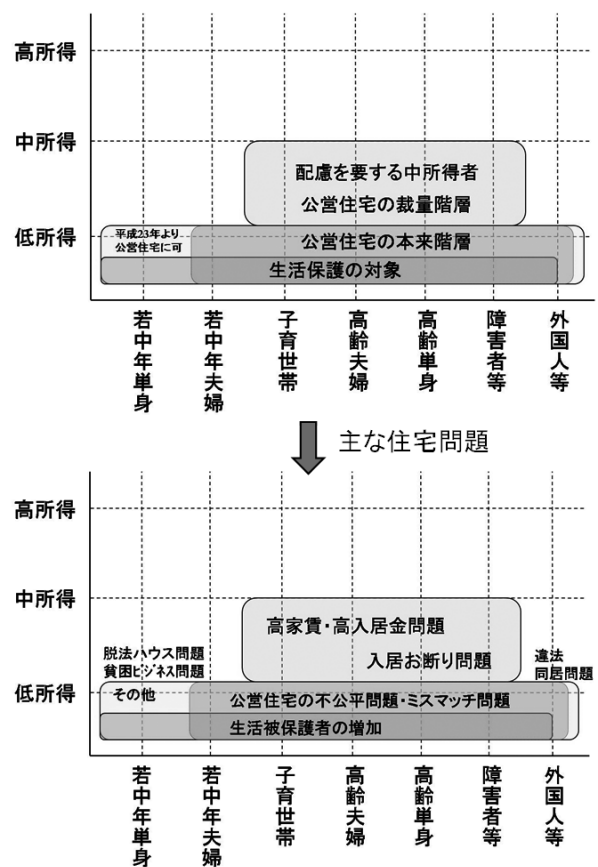 高所得
中所得
配慮を要する中所得者
公営住宅の裁量階層
低所得
平成23年より
公営住宅に可
公営住宅の本来階層
生活保護の対象
若中年単身
若中年夫婦
子育世帯
高齢夫婦
高齢単身
障害者等
外国人等
主な住宅問題
高所得
中所得
高家賃・高入居金問題
入居お断り問題
脱法ハウス問題
貧困ビジネス問題
違法
同居問題
低所得
その他
公営住宅の不公平問題・ミスマッチ問題
生活被保護者の増加
若中年単身
若中年夫婦
子育世帯
高齢夫婦
高齢単身
障害者等
外国人等